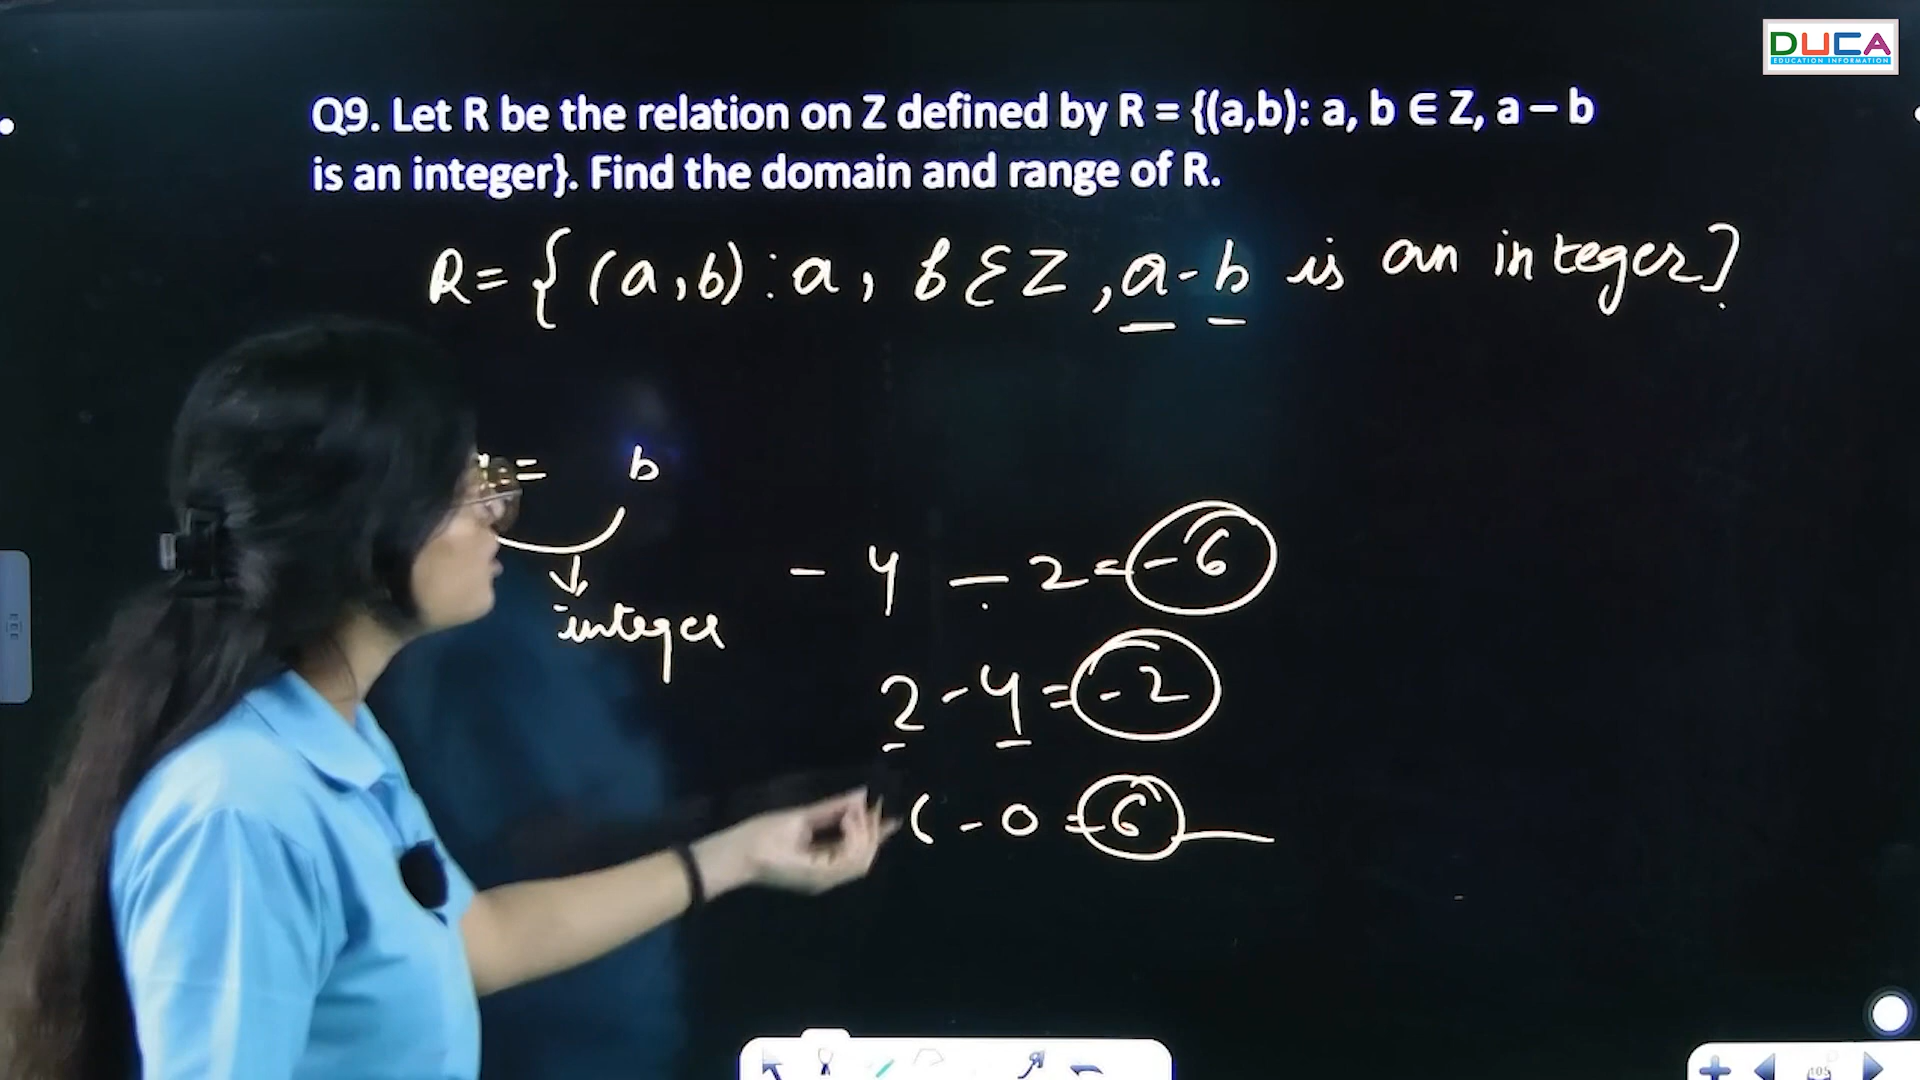 DUCA
EDUCATION INFORMATION
Q9. Let R be the relation on Z defined by R = {(a,b): a, b ∈ Z, a – b
is an integer}. Find the domain and range of R.
R = { (a,b) : a, b ∈ Z, a-b is an integer}
= b
integer
- 4 - 2 = -6
2 - 4 = -2
- 0 = 6
105